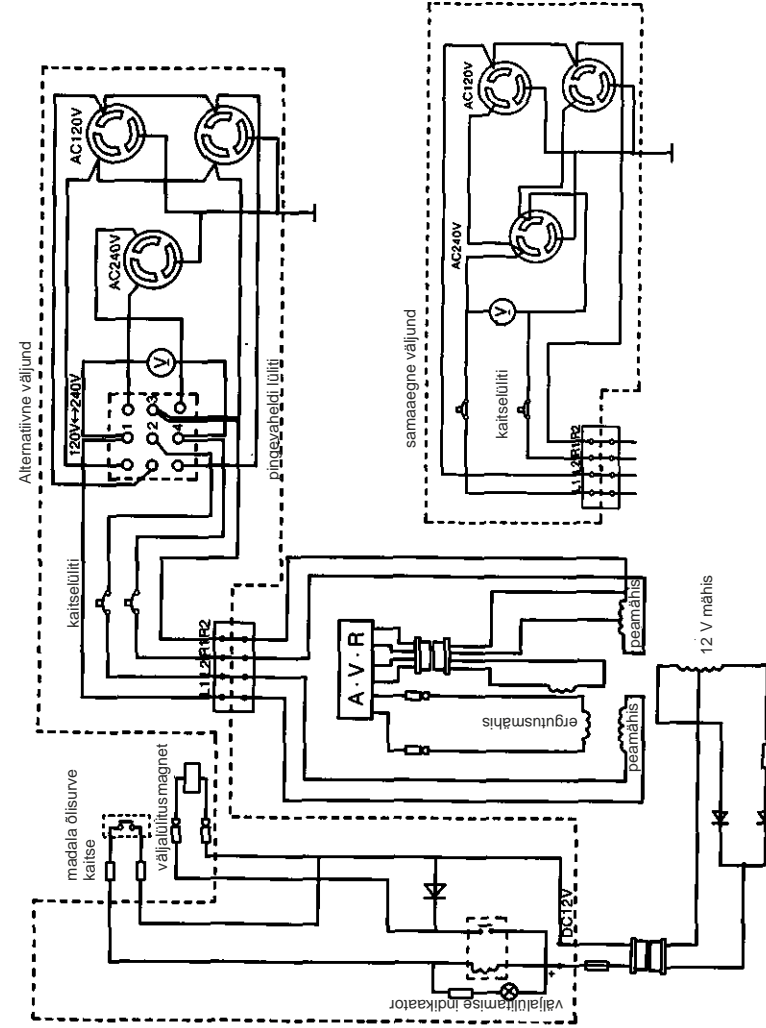 Alternatiivne väljund
AC120V
AC240V
120V↔240V
1
2
3
4
V
pingevaheldi lüliti
kaitselüliti
L1 L2 R1 R2
samaaegne väljund
AC120V
AC240V
V
kaitselüliti
L1 L2 R1 R2
A·V·R
ergutusmähis
peamähis
peamähis
12 V mähis
madala õlisurve
kaitse
väljalülitusmagnet
DC12V
+
väljalülitamise indikaator